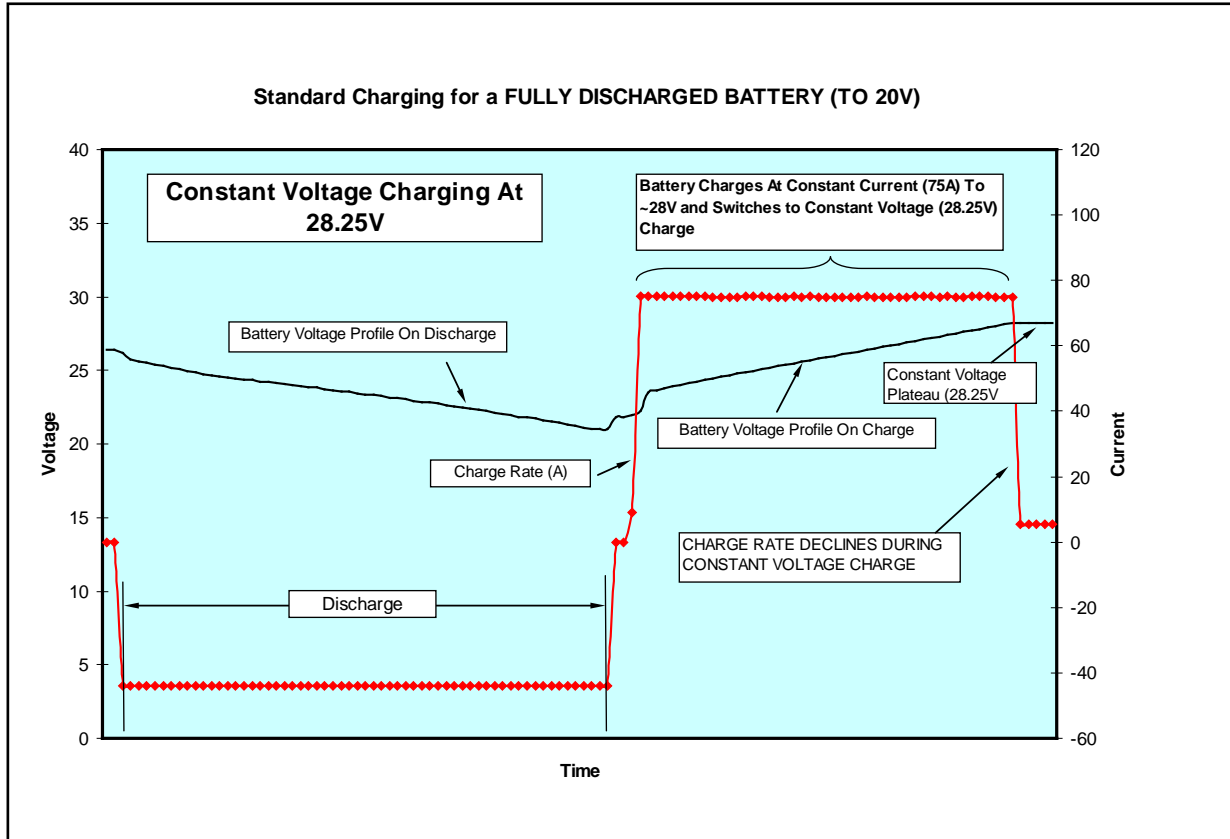 Standard Charging for a FULLY DISCHARGED BATTERY (TO 20V)
40
35
30
25
20
15
10
5
0
Voltage
120
100
80
60
40
20
0
-20
-40
-60
Current
Constant Voltage Charging At
28.25V
Battery Charges At Constant Current (75A) To
~28V and Switches to Constant Voltage (28.25V)
Charge
Battery Voltage Profile On Discharge
Constant Voltage
Plateau (28.25V
Battery Voltage Profile On Charge
Charge Rate (A)
CHARGE RATE DECLINES DURING
CONSTANT VOLTAGE CHARGE
Discharge
Time